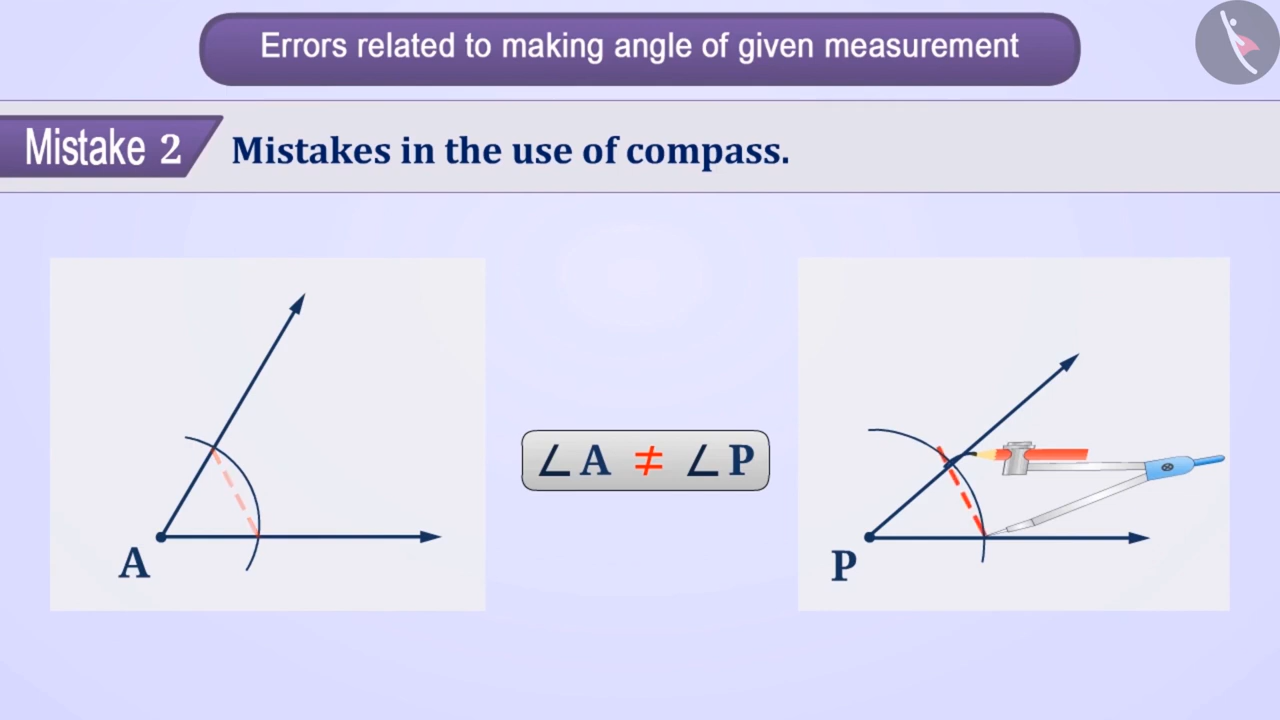 Errors related to making angle of given measurement
Mistake 2
Mistakes in the use of compass.
∠A ≠ ∠P
A
P